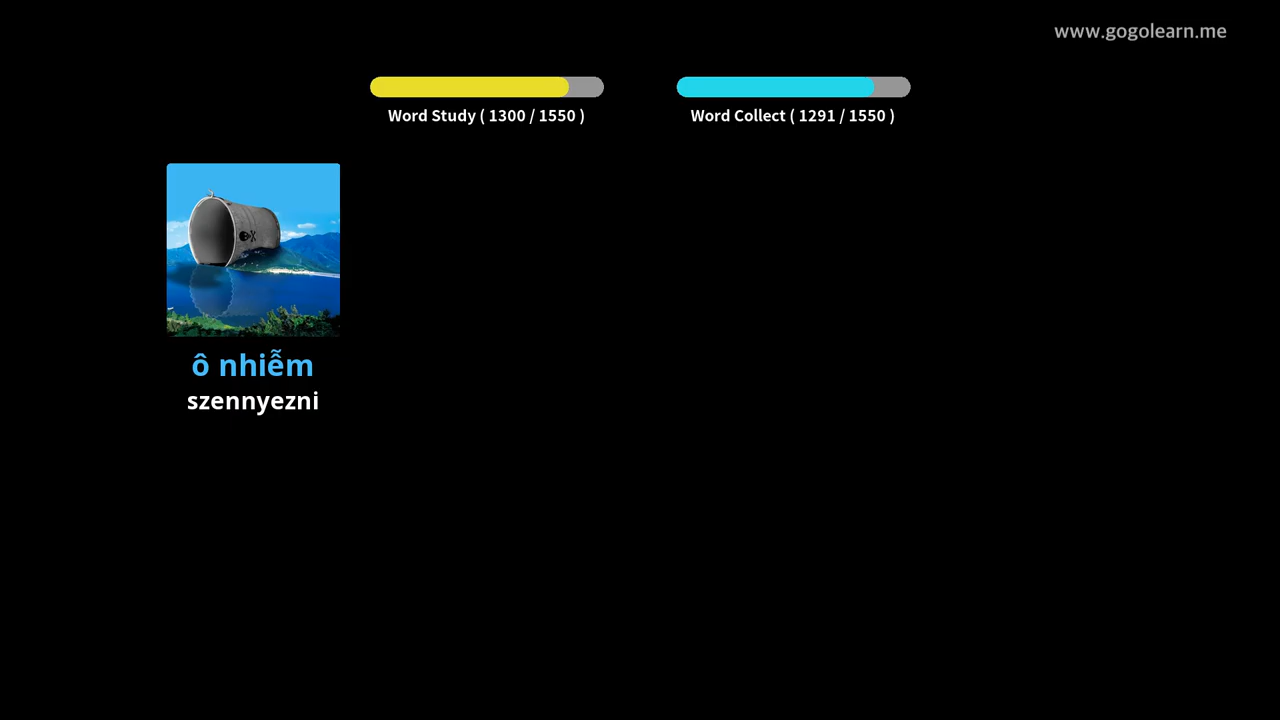 www.gogolearn.me
Word Study ( 1300 / 1550 )
Word Collect ( 1291 / 1550 )
ô nhiễm
szennyezni